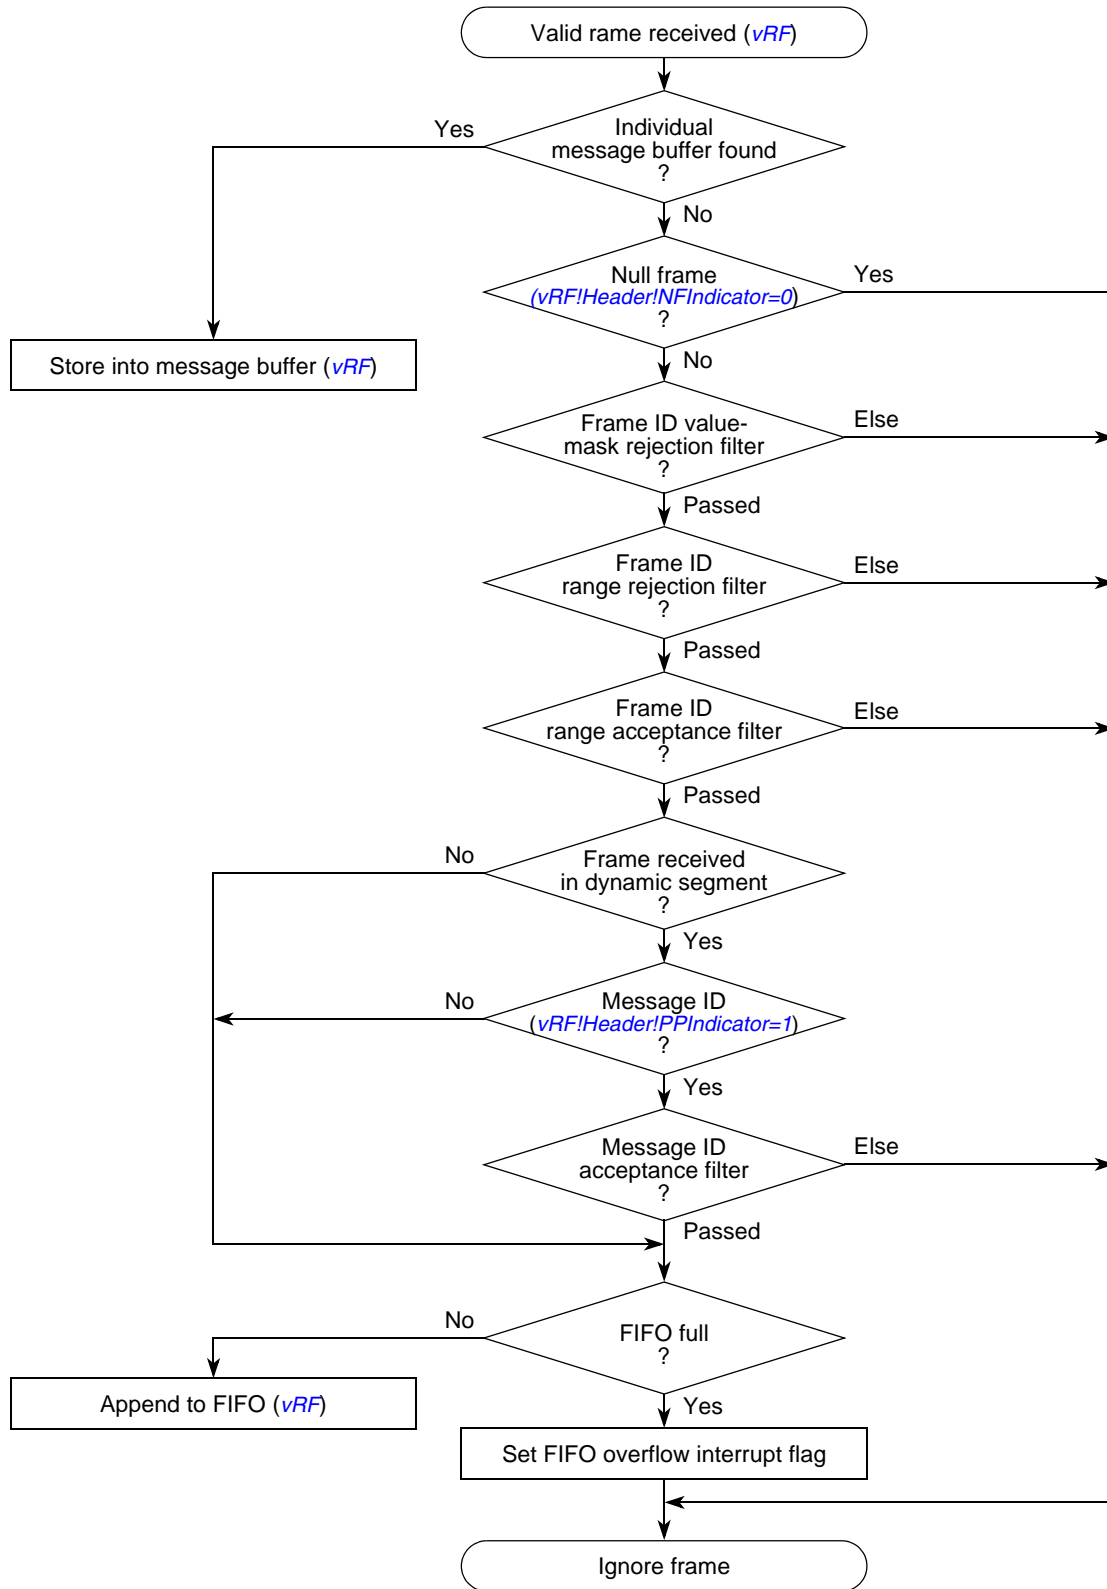 Valid rame received (vRF)
Individual
message buffer found
?
Yes
No
Null frame
(vRF!Header!NFIndicator=0)
?
Yes
Store into message buffer (vRF)
No
Frame ID value-
mask rejection filter
?
Else
Passed
Frame ID
range rejection filter
?
Else
Passed
Frame ID
range acceptance filter
?
Else
Passed
No
Frame received
in dynamic segment
?
Yes
No
Message ID
(vRF!Header!PPIndicator=1)
?
Yes
Message ID
acceptance filter
?
Else
Passed
No
FIFO full
?
Append to FIFO (vRF)
Yes
Set FIFO overflow interrupt flag
Ignore frame